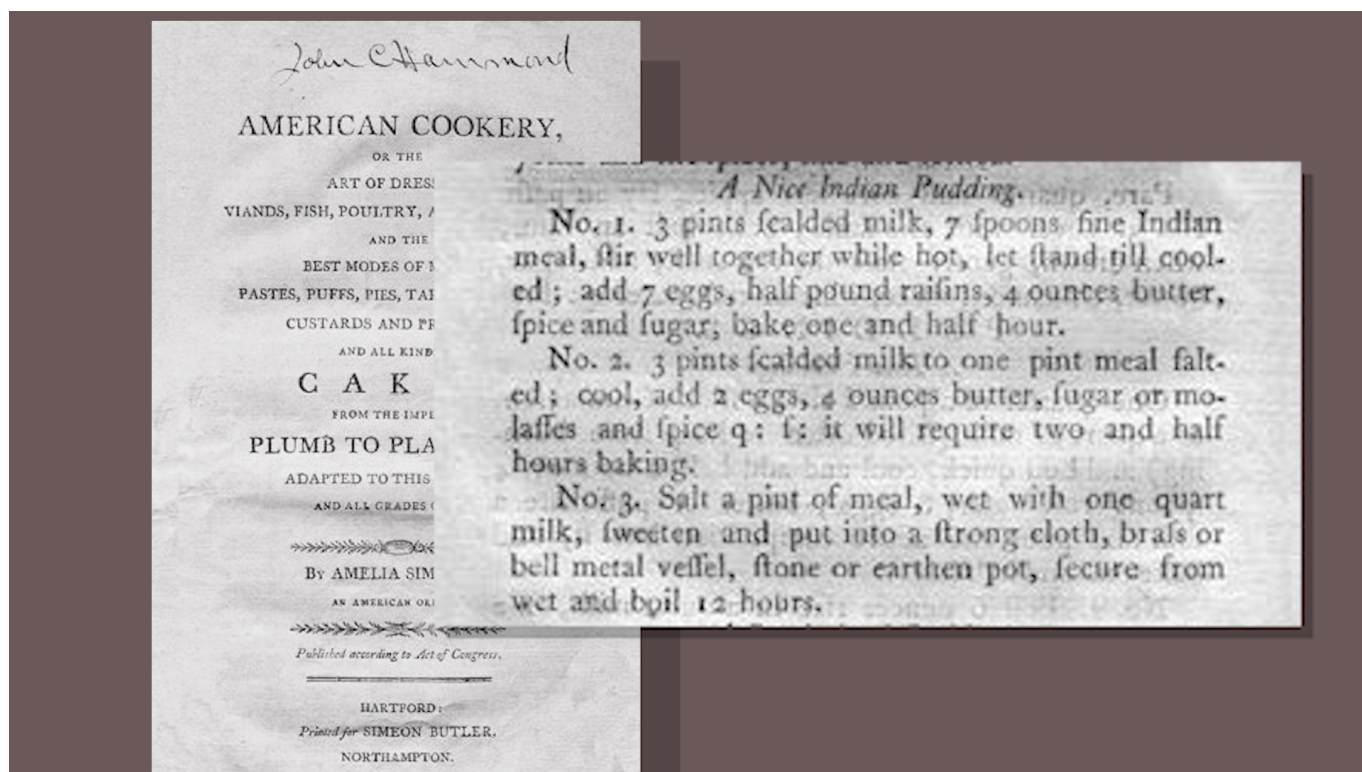 John C Hammond
AMERICAN COOKERY,
OR THE
ART OF DRES
VIANDS, FISH, POULTRY, A
AND THE
BEST MODES OF
PASTES, PUFFS, PIES, TA
CUSTARDS AND PR
AND ALL KIND
CAK
FROM THE IMPE
PLUMB TO PLA
ADAPTED TO THIS
AND ALL GRADES
By AMELIA SIM
AN AMERICAN OR
Published according to Act of Congress.
HARTFORD:
Printed for SIMEON BUTLER,
NORTHAMPTON.
A Nice Indian Pudding.
No. 1. 3 pints ſcalded milk, 7 ſpoons fine Indian
meal, ſtir well together while hot, let ſtand till cool-
ed; add 7 eggs, half pound raiſins, 4 ounces butter,
ſpice and ſugar; bake one and half hour.
No. 2. 3 pints ſcalded milk to one pint meal ſalt-
ed; cool, add 2 eggs, 4 ounces butter, ſugar or mo-
laſſes and ſpice q: ſ: it will require two and half
hours baking.
No. 3. Salt a pint of meal, wet with one quart
milk, ſweeten and put into a ſtrong cloth, braſs or
bell metal veſſel, ſtone or earthen pot, ſecure from
wet and boil 12 hours.